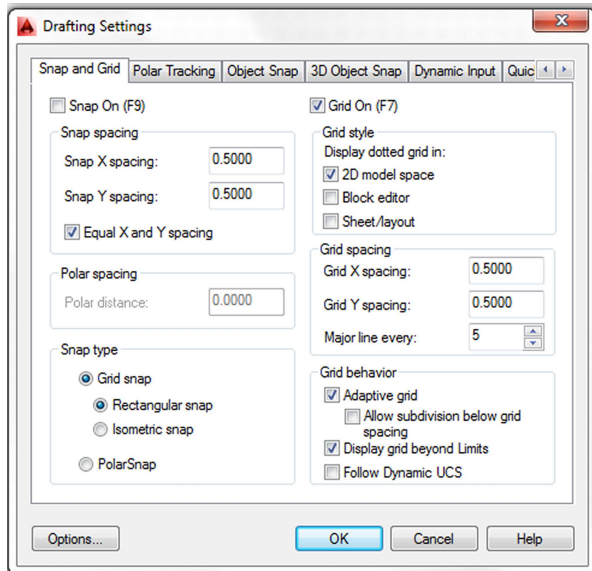 Drafting Settings
Snap and Grid Polar Tracking Object Snap 3D Object Snap Dynamic Input Quic
Snap On (F9)
Snap spacing
Snap X spacing: 0.5000
Snap Y spacing: 0.5000
Equal X and Y spacing
Polar spacing
Polar distance: 0.0000
Snap type
Grid snap
Rectangular snap
Isometric snap
PolarSnap
Grid On (F7)
Grid style
Display dotted grid in:
2D model space
Block editor
Sheet/layout
Grid spacing
Grid X spacing: 0.5000
Grid Y spacing: 0.5000
Major line every: 5
Grid behavior
Adaptive grid
Allow subdivision below grid
spacing
Display grid beyond Limits
Follow Dynamic UCS
Options... OK Cancel Help